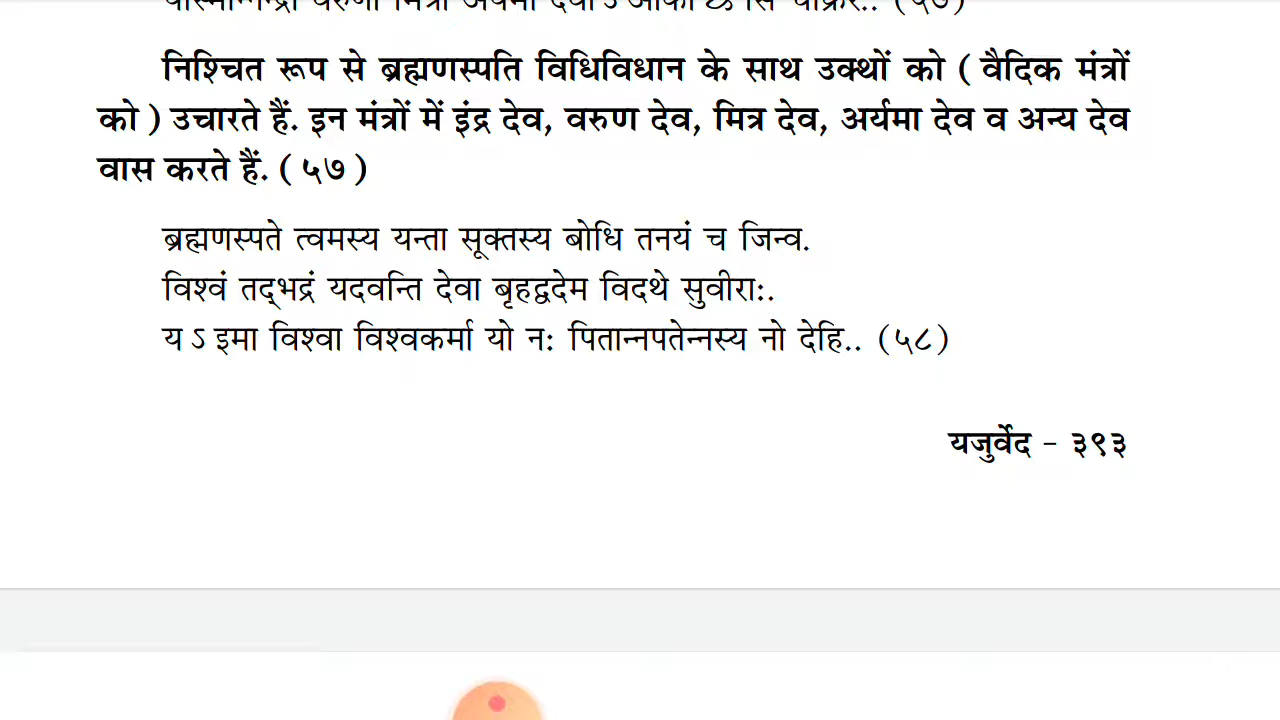 निश्चित रूप से ब्रह्मणस्पति विधिविधान के साथ उक्थों को ( वैदिक मंत्रों
को ) उचारते हैं. इन मंत्रों में इंद्र देव, वरुण देव, मित्र देव, अर्यमा देव व अन्य देव
वास करते हैं. ( ५७ )
ब्रह्मणस्पते त्वमस्य यन्ता सूक्तस्य बोधि तनयं च जिन्व.
विश्वं तद्भद्रं यदवन्ति देवा बृहद्वदेम विदथे सुवीराः.
य ऽ इमा विश्वा विश्वकर्मा यो नः पितान्नपतेन्नस्य नो देहि.. (५८)
यजुर्वेद - ३९३